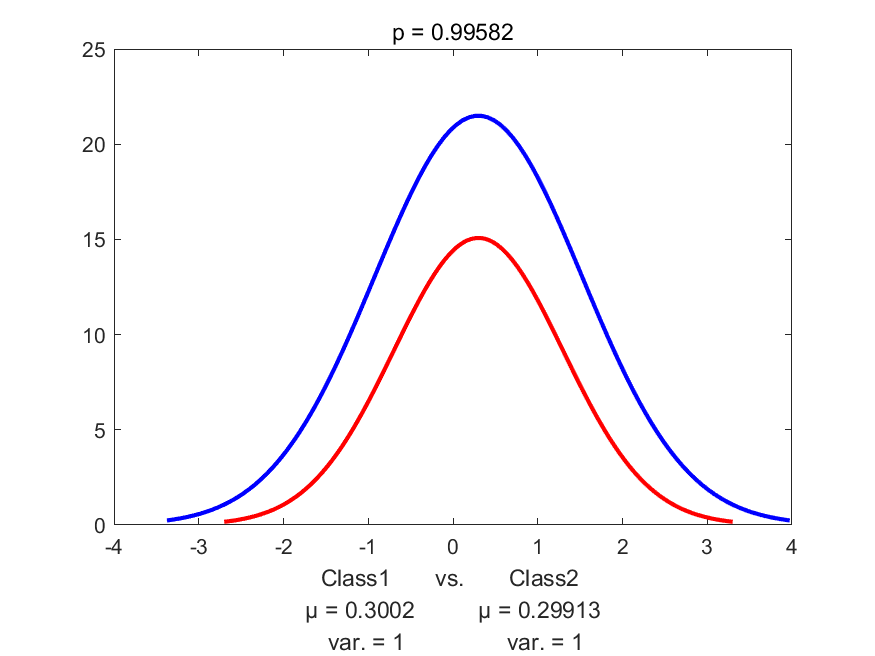 p = 0.99582
25
20
15
10
5
0
-4 -3 -2 -1 0 1 2 3 4
Class1 vs. Class2
μ = 0.3002 μ = 0.29913
var. = 1 var. = 1